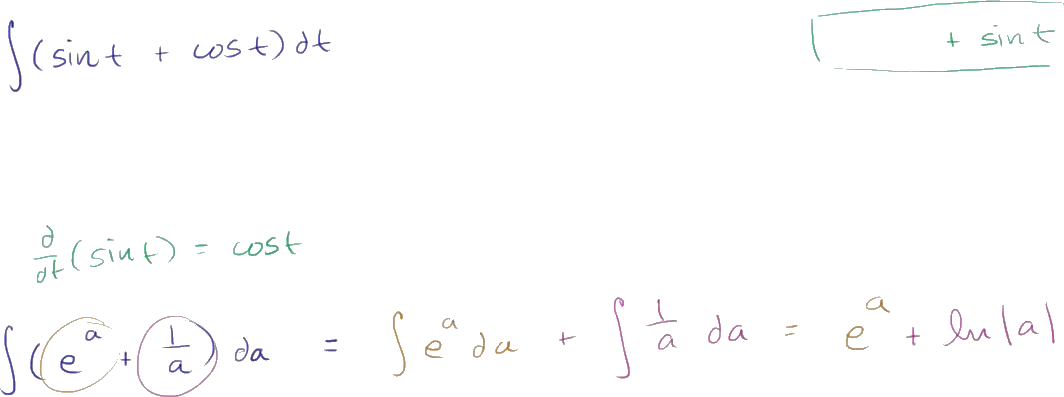 ∫(sin t + cos t) dt + sin t
d/dt (sin t) = cos t
∫(e^a + 1/a) da = ∫ e^a da + ∫ 1/a da = e^a + ln|a|